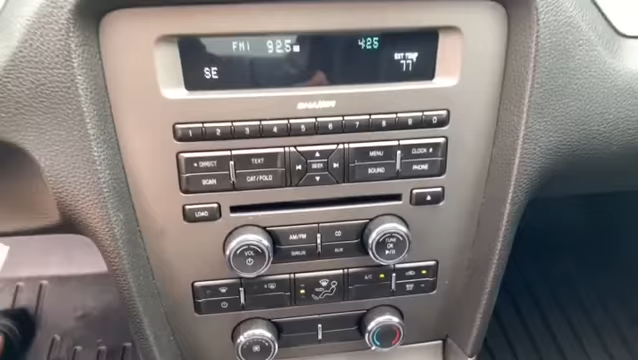 FM1 92.5
4:25
EXT TEMP
77°
SE
1 2 3 4 5 6 7 8 9 0
DIRECT TEXT MENU CLOCK
SCAN CAT/FOLD SEEK SOUND PHONE
LOAD
AM/FM CD
VOL SIRIUS AUX TUNE
OK
A/C